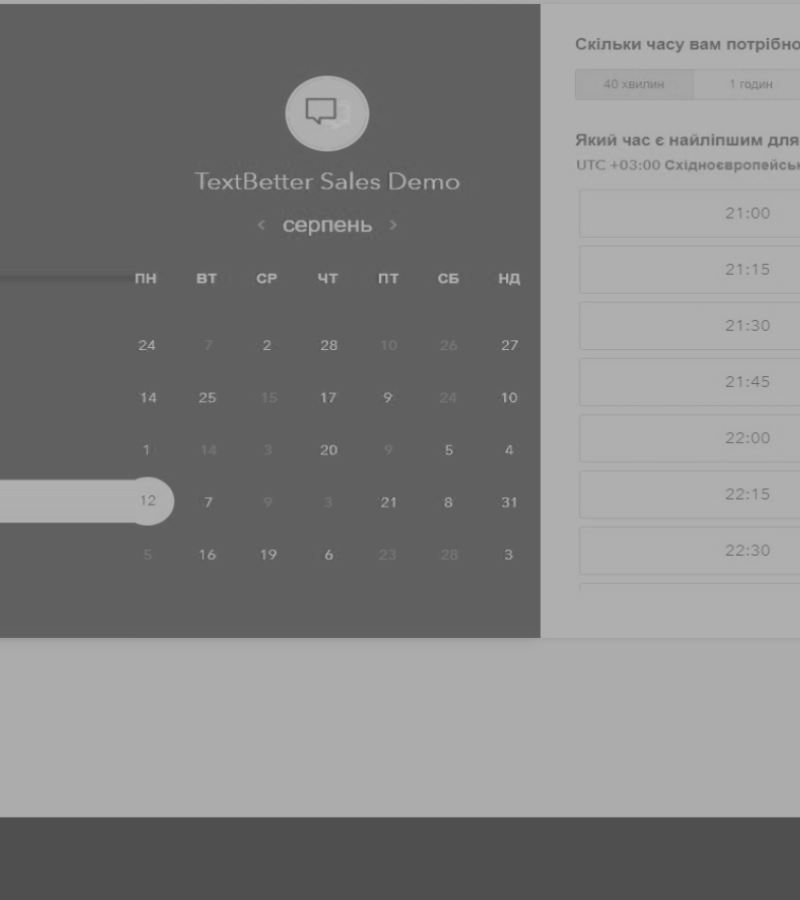 TextBetter Sales Demo
< серпень >
ПН ВТ СР ЧТ ПТ СБ НД
24 7 2 28 10 26 27
14 25 15 17 9 24 10
1 14 3 20 9 5 4
12 7 9 3 21 8 31
5 16 19 6 23 28 3
Скільки часу вам потрібно
40 хвилин 1 годин
Який час є найліпшим для
UTC +03:00 Східноєвропейськ
21:00
21:15
21:30
21:45
22:00
22:15
22:30